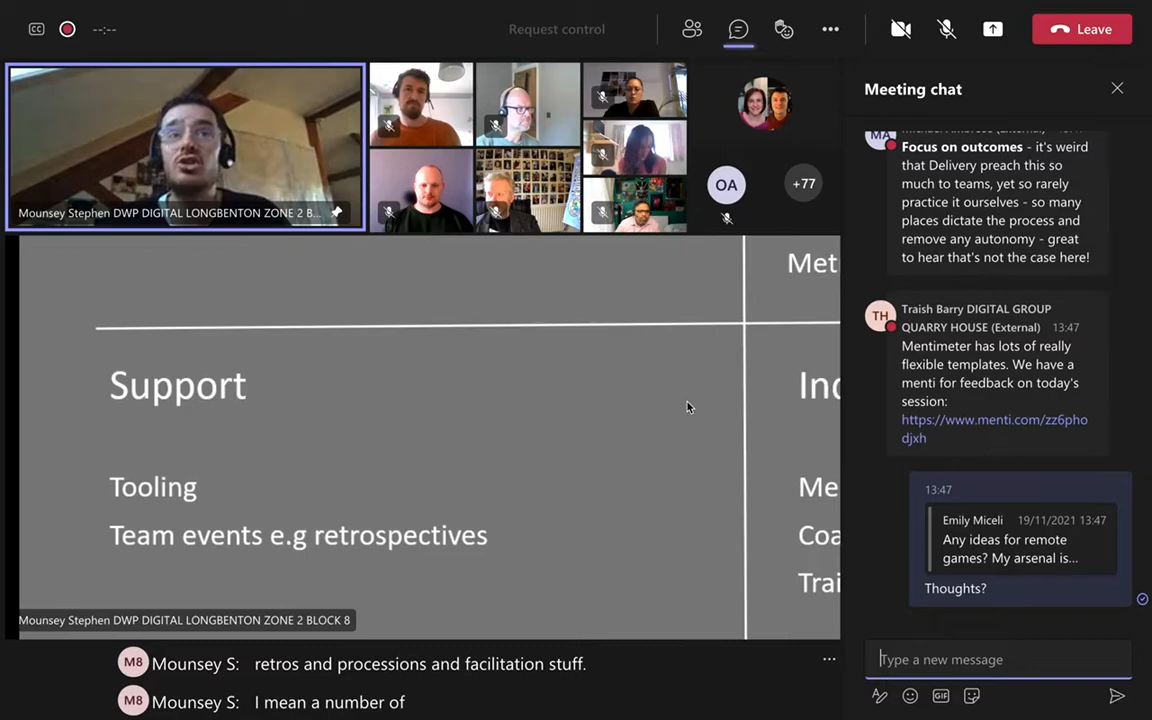 CC
--:--
Request control
Leave
Mounsey Stephen DWP DIGITAL LONGBENTON ZONE 2 B...
OA
+77
Meeting chat
MA
Focus on outcomes - it's weird
that Delivery preach this so
much to teams, yet so rarely
practice it ourselves - so many
places dictate the process and
remove any autonomy - great
to hear that's not the case here!
TH
Traish Barry DIGITAL GROUP
QUARRY HOUSE (External) 13:47
Mentimeter has lots of really
flexible templates. We have a
menti for feedback on today's
session:
https://www.menti.com/zz6pho
djxh
13:47
Emily Miceli 19/11/2021 13:47
Any ideas for remote
games? My arsenal is...
Thoughts?
Type a new message
GIF
Met
Support
Tooling
Team events e.g retrospectives
Inc
Me
Coa
Trai
Mounsey Stephen DWP DIGITAL LONGBENTON ZONE 2 BLOCK 8
M8 Mounsey S: retros and processions and facilitation stuff.
M8 Mounsey S: I mean a number of